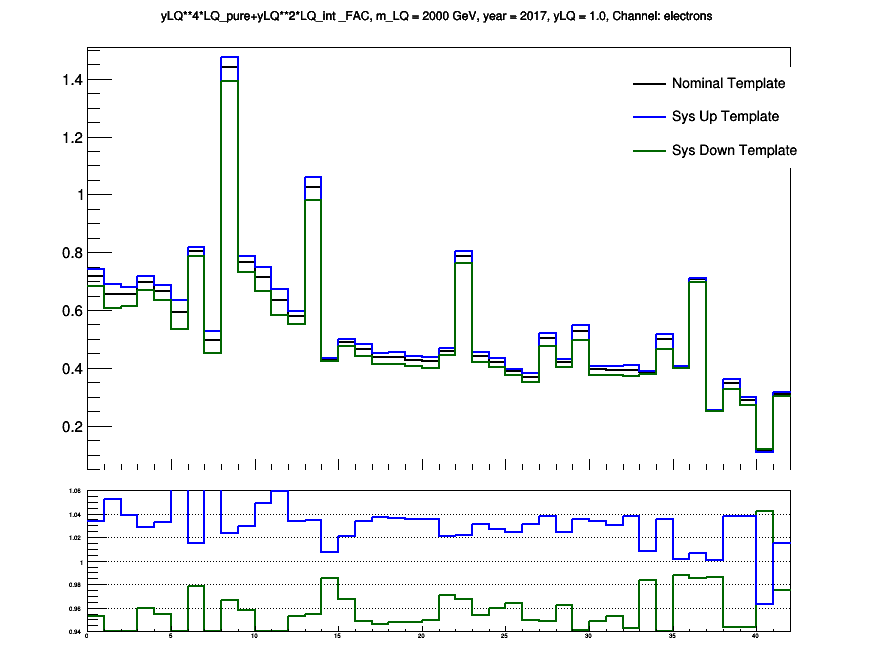 yLQ**4*LQ_pure+yLQ**2*LQ_int _FAC, m_LQ = 2000 GeV, year = 2017, yLQ = 1.0, Channel: electrons
1.4
1.2
1
0.8
0.6
0.4
0.2
Nominal Template
Sys Up Template
Sys Down Template
1.06
1.04
1.02
1
0.98
0.96
0.94
0 5 10 15 20 25 30 35 40